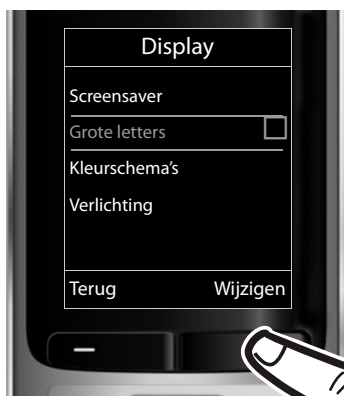 Display
Screensaver
Grote letters
Kleurschema's
Verlichting
Terug Wijzigen